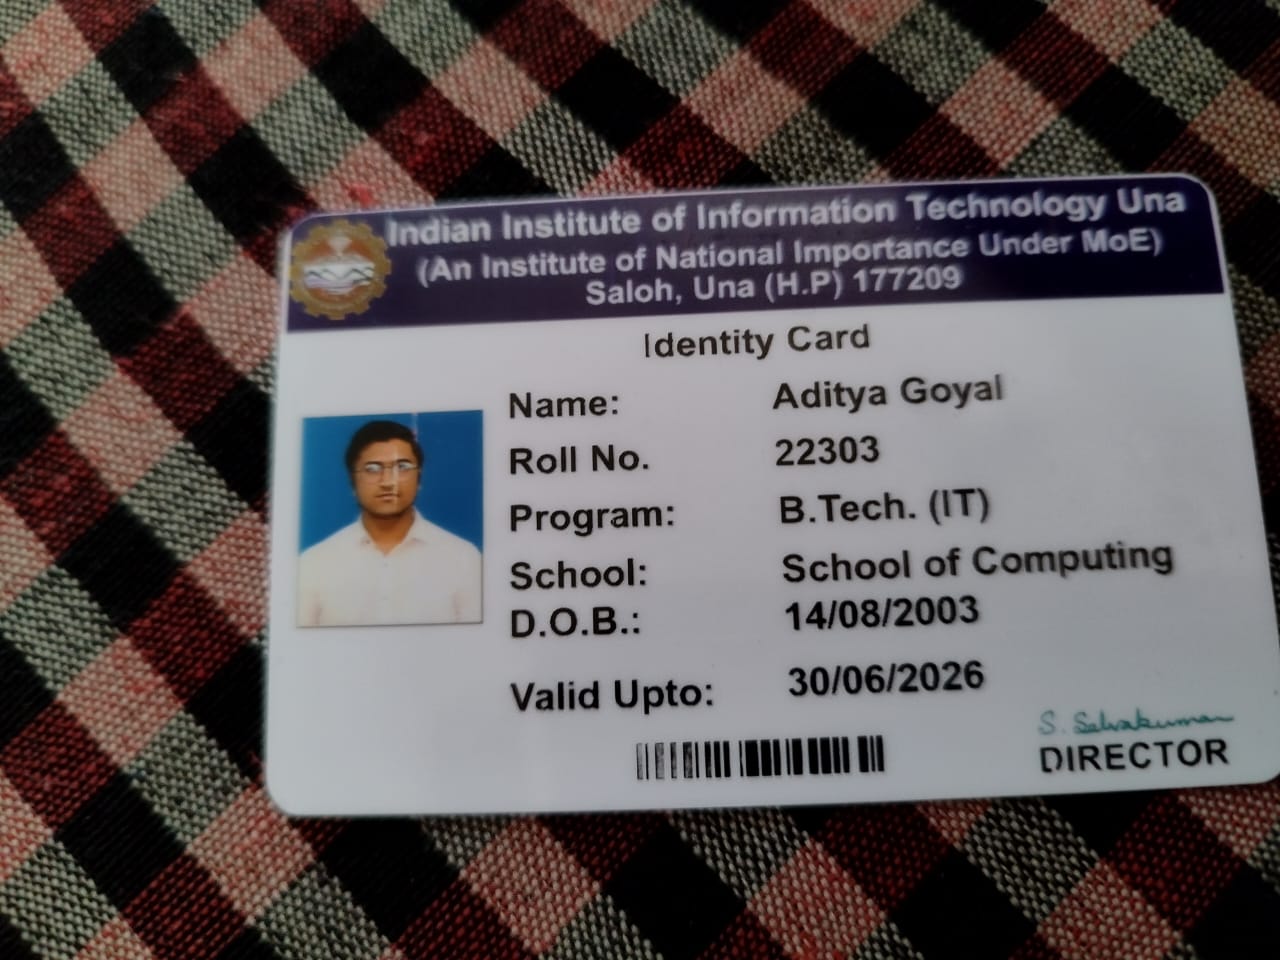 Indian Institute of Information Technology Una
(An Institute of National Importance Under MoE)
Saloh, Una (H.P) 177209
Identity Card
Name: Aditya Goyal
Roll No. 22303
Program: B.Tech. (IT)
School: School of Computing
D.O.B.: 14/08/2003
Valid Upto: 30/06/2026
S. Selvakumar
DIRECTOR